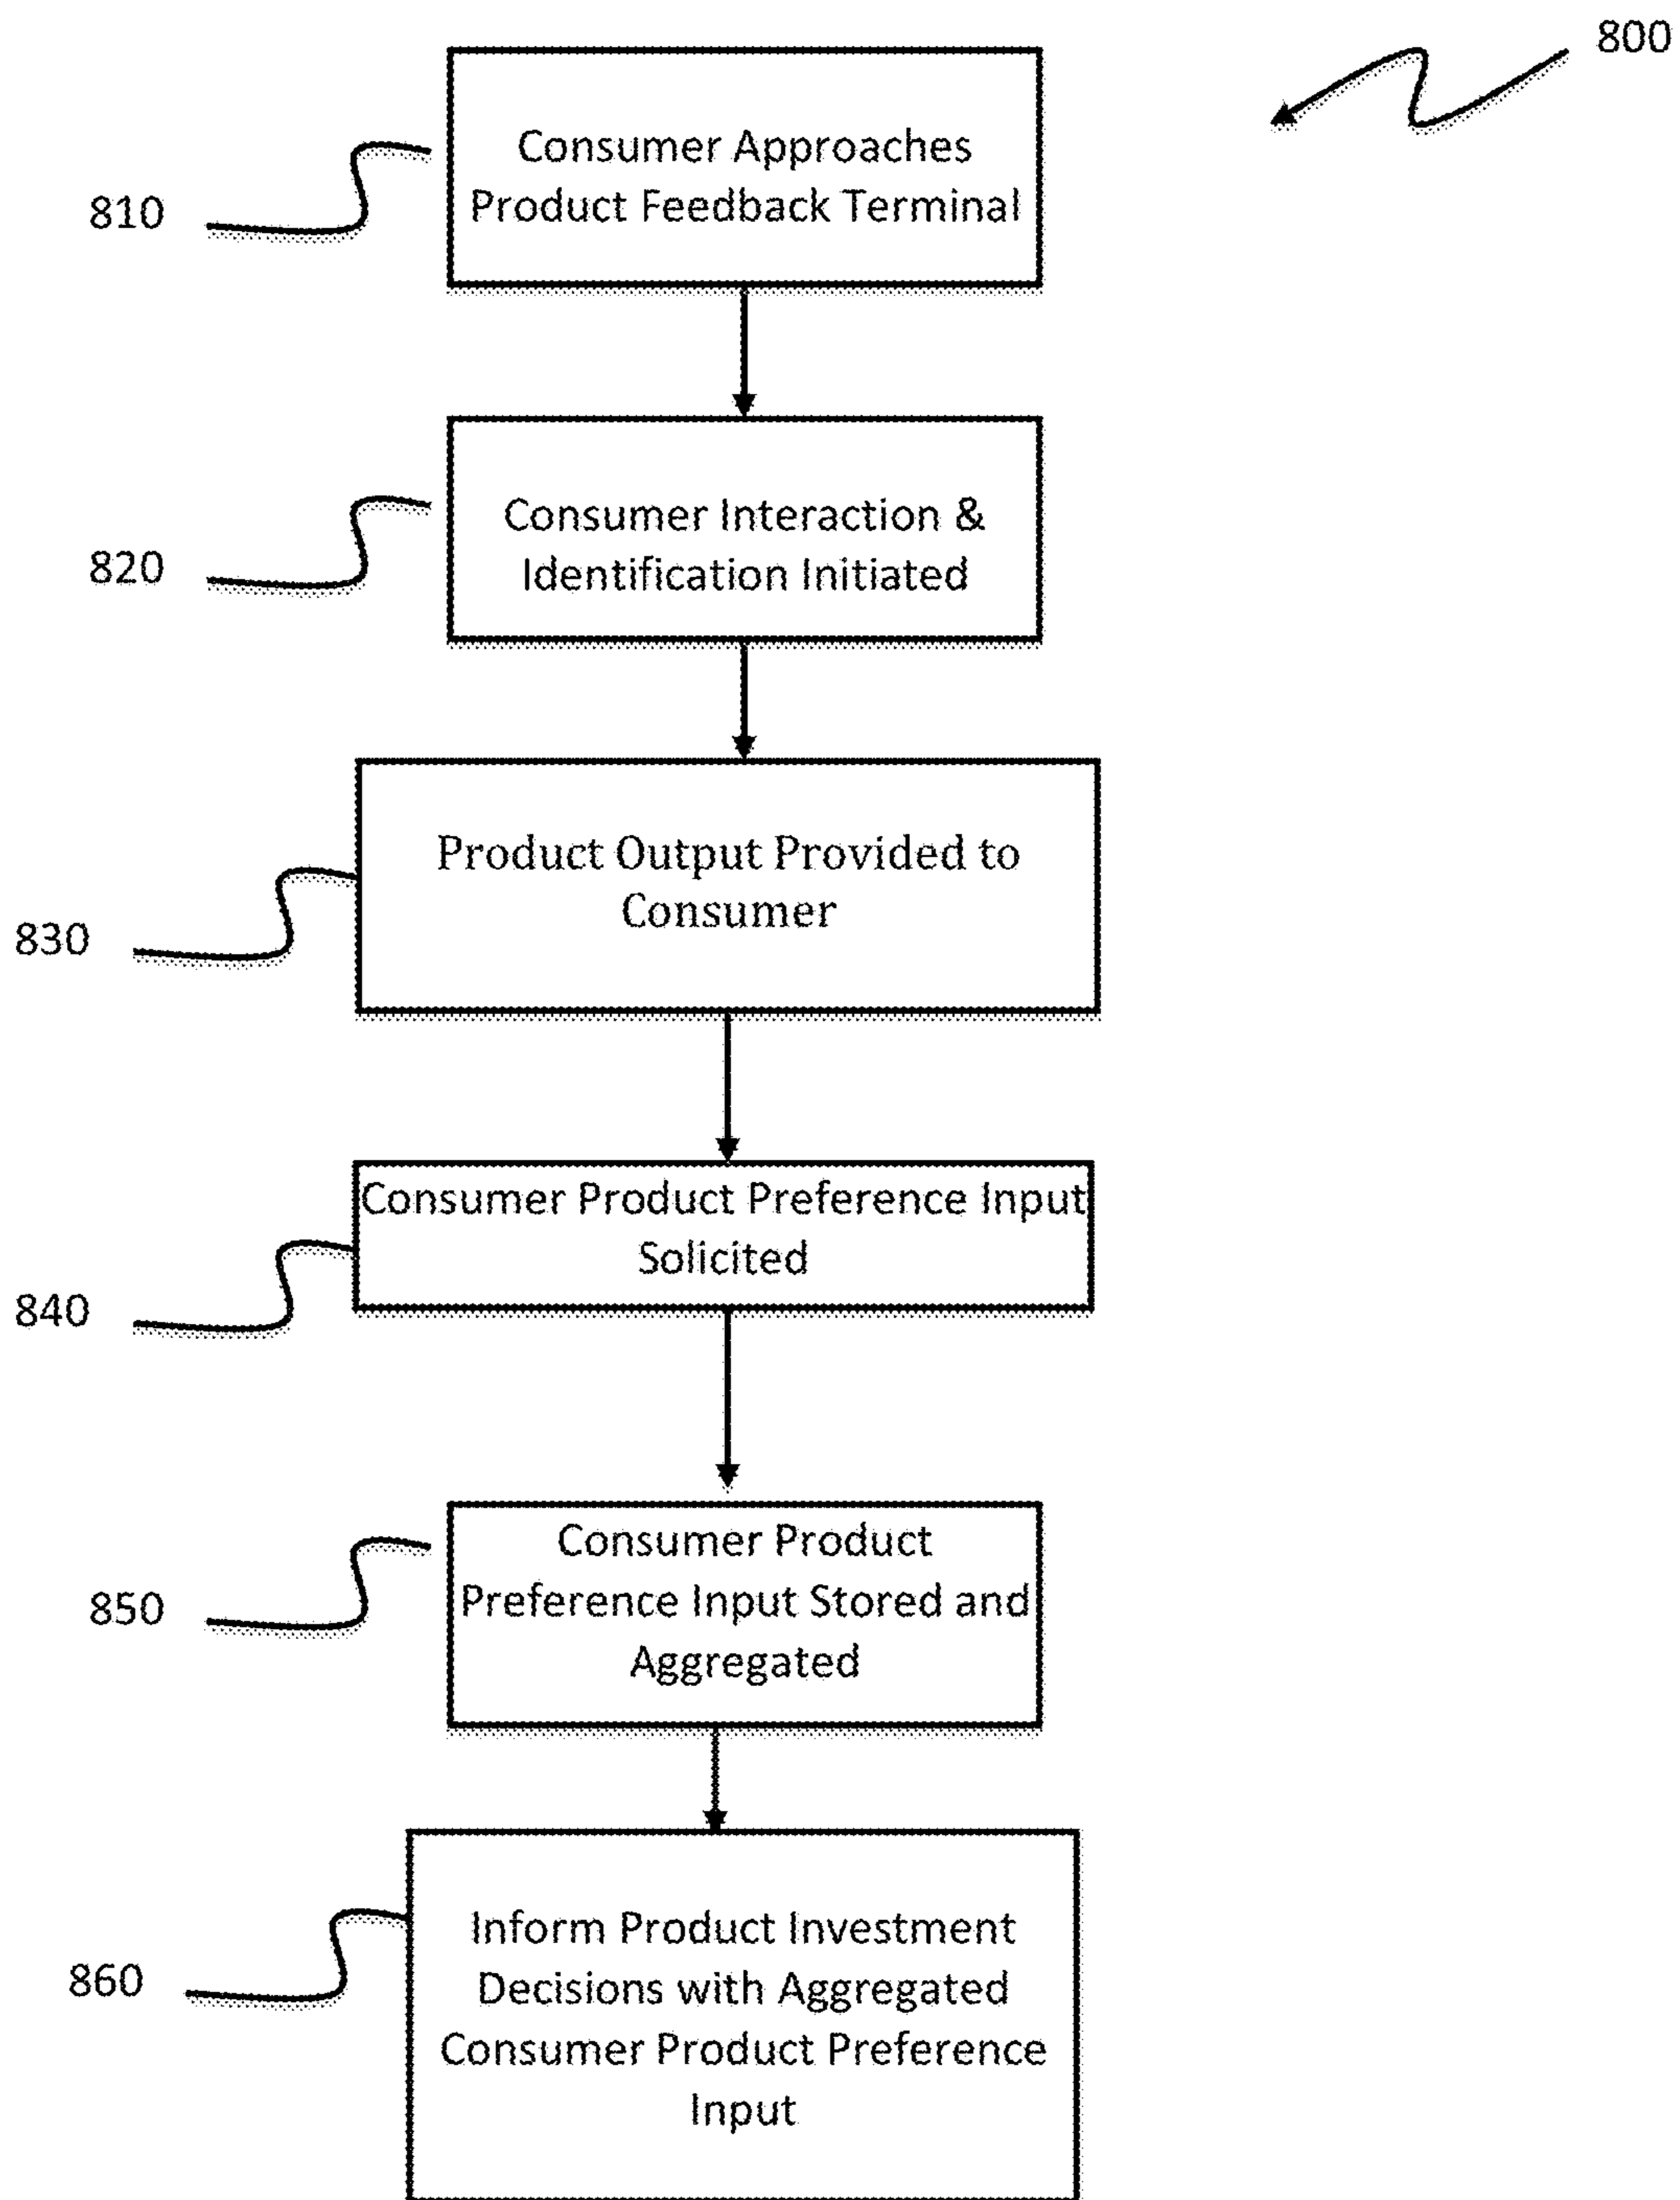 800
Consumer Approaches
Product Feedback Terminal
810
Consumer Interaction &
Identification Initiated
820
Product Output Provided to
Consumer
830
Consumer Product Preference Input
Solicited
840
Consumer Product
Preference Input Stored and
Aggregated
850
Inform Product Investment
Decisions with Aggregated
Consumer Product Preference
Input
860